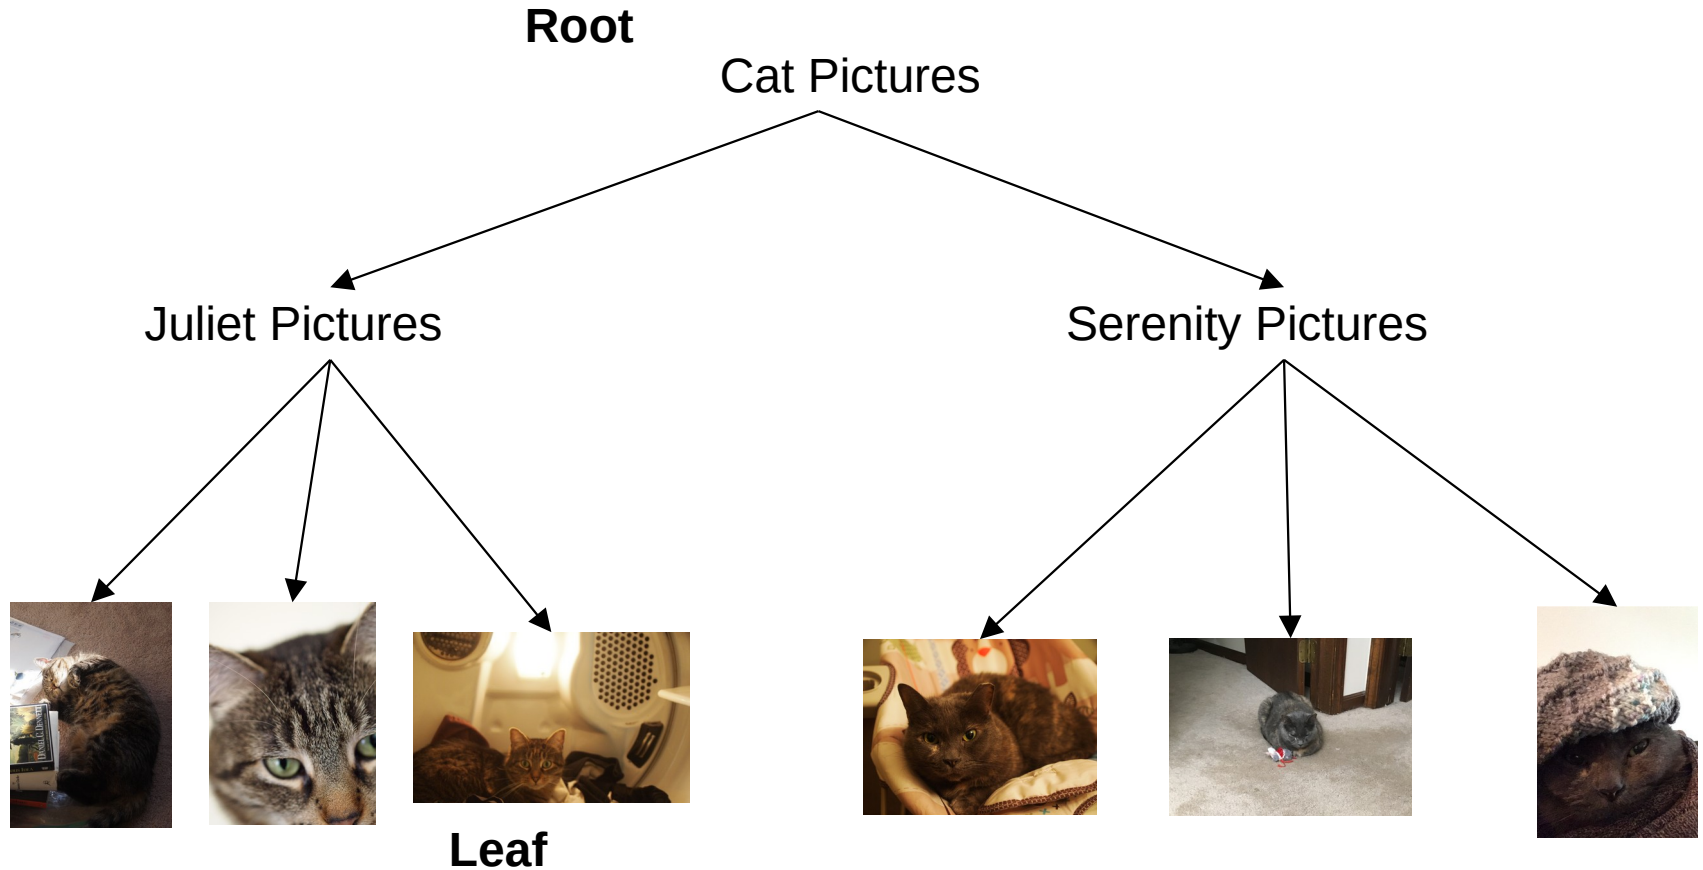 Root
Cat Pictures
Juliet Pictures
Serenity Pictures
Leaf